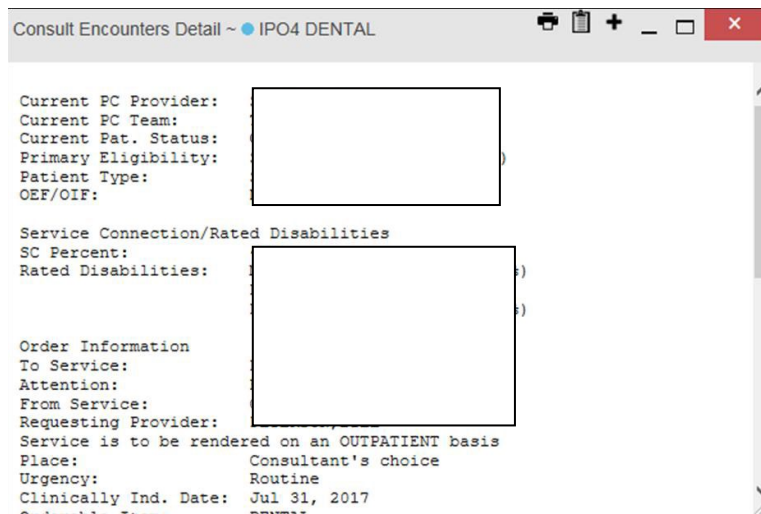 Consult Encounters Detail ~ IPO4 DENTAL
Current PC Provider:
Current PC Team:
Current Pat. Status:
Primary Eligibility: )
Patient Type:
OEF/OIF:
Service Connection/Rated Disabilities
SC Percent:
Rated Disabilities: )
)
Order Information
To Service:
Attention:
From Service:
Requesting Provider:
Service is to be rendered on an OUTPATIENT basis
Place: Consultant's choice
Urgency: Routine
Clinically Ind. Date: Jul 31, 2017